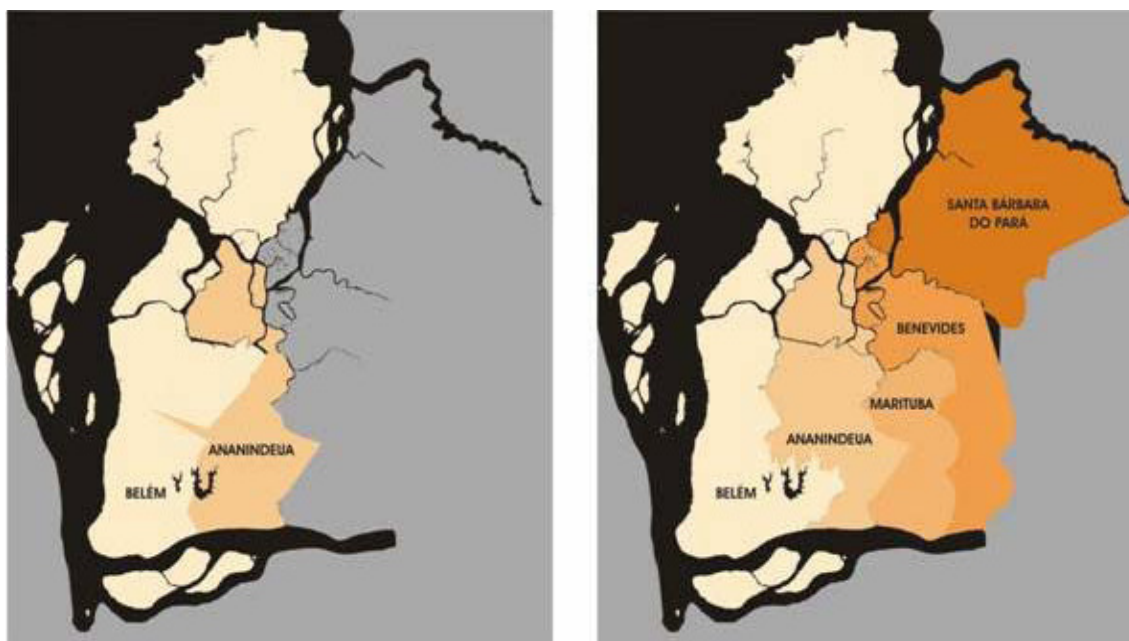 ANANINDEUA
BELÉM
SANTA BÁRBARA
DO PARÁ
BENEVIDES
MARITUBA
ANANINDEUA
BELÉM